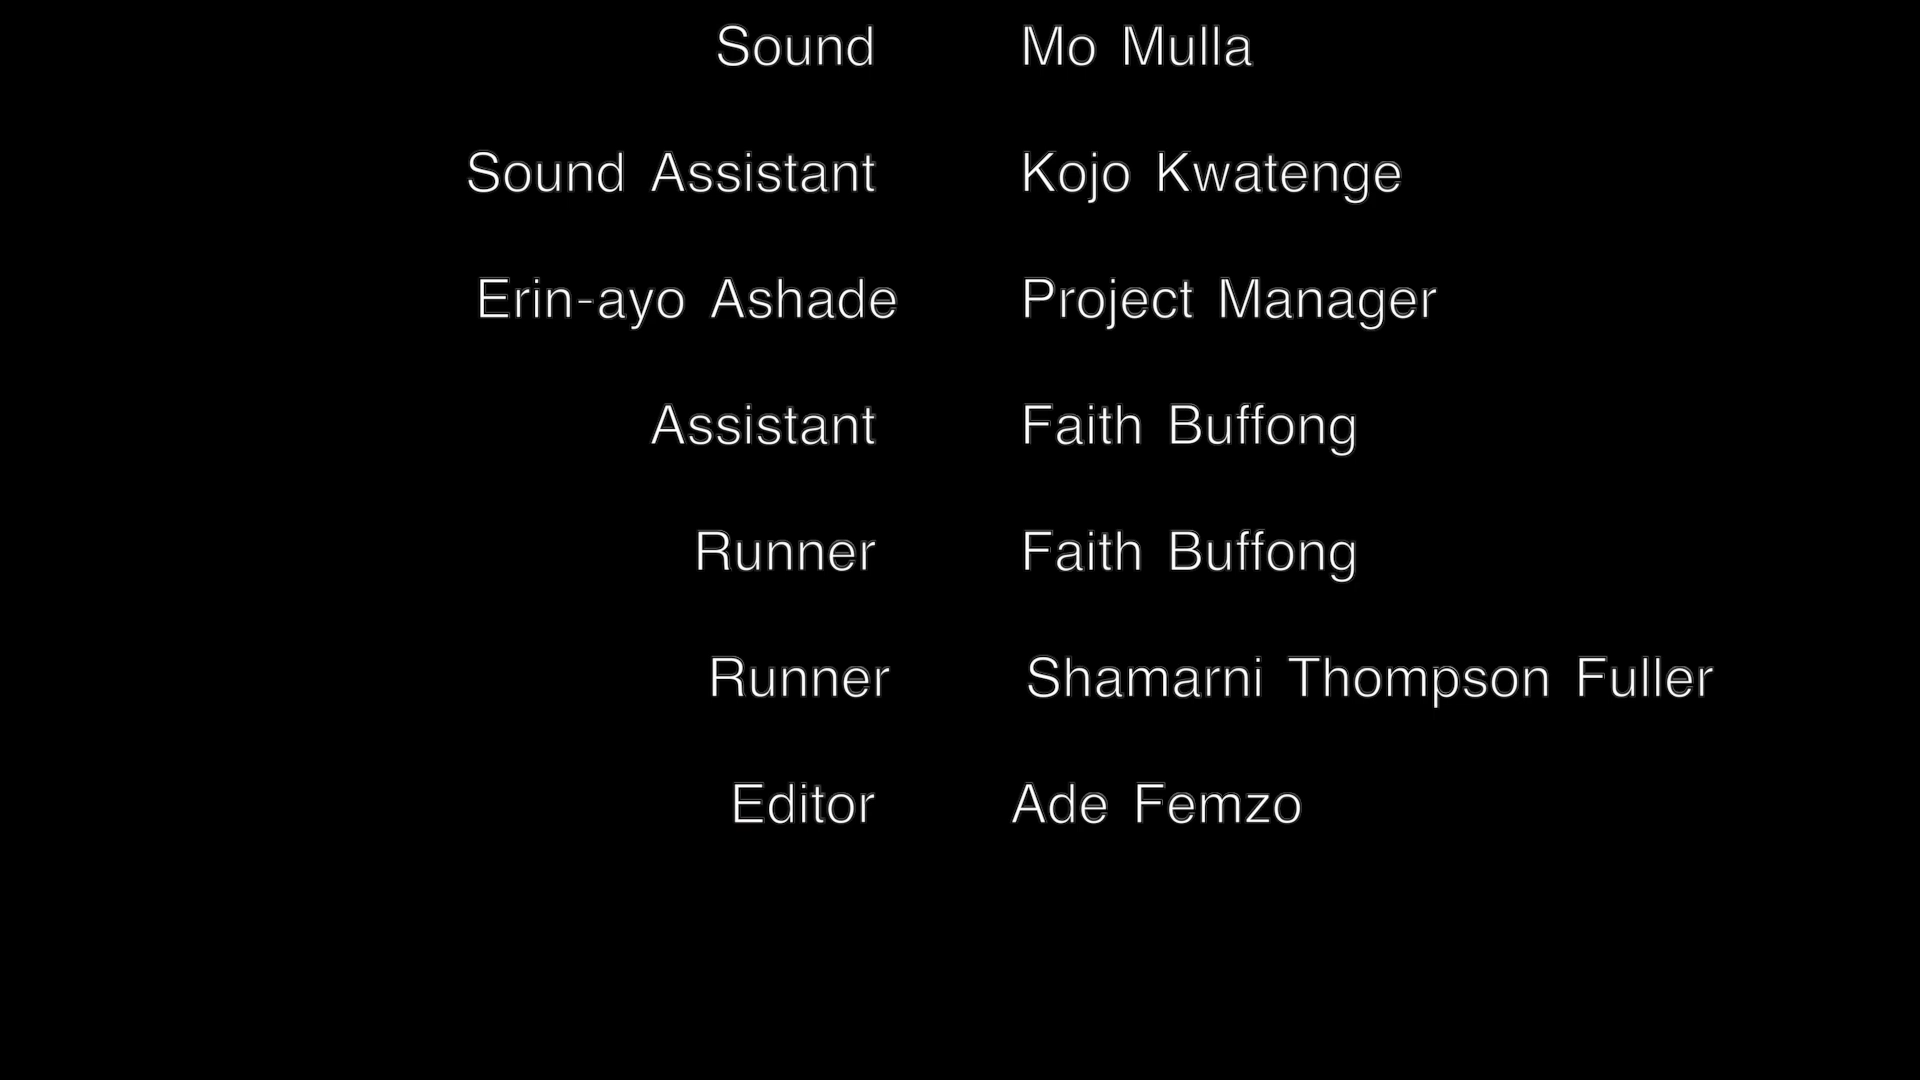 Sound Mo Mulla
Sound Assistant Kojo Kwatenge
Erin-ayo Ashade Project Manager
Assistant Faith Buffong
Runner Faith Buffong
Runner Shamarni Thompson Fuller
Editor Ade Femzo